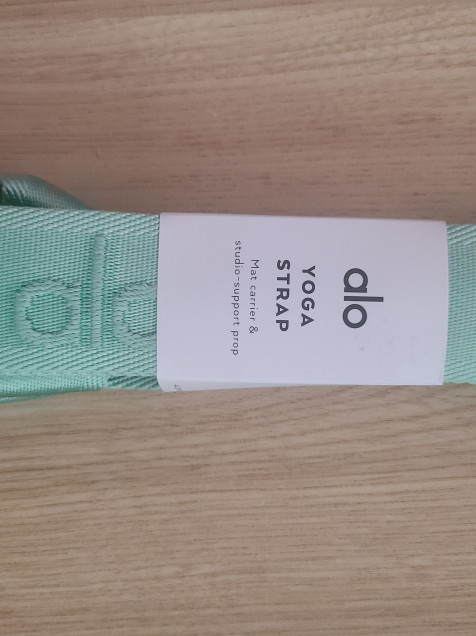 alo
YOGA
STRAP
Mat carrier &
studio-support prop
alo